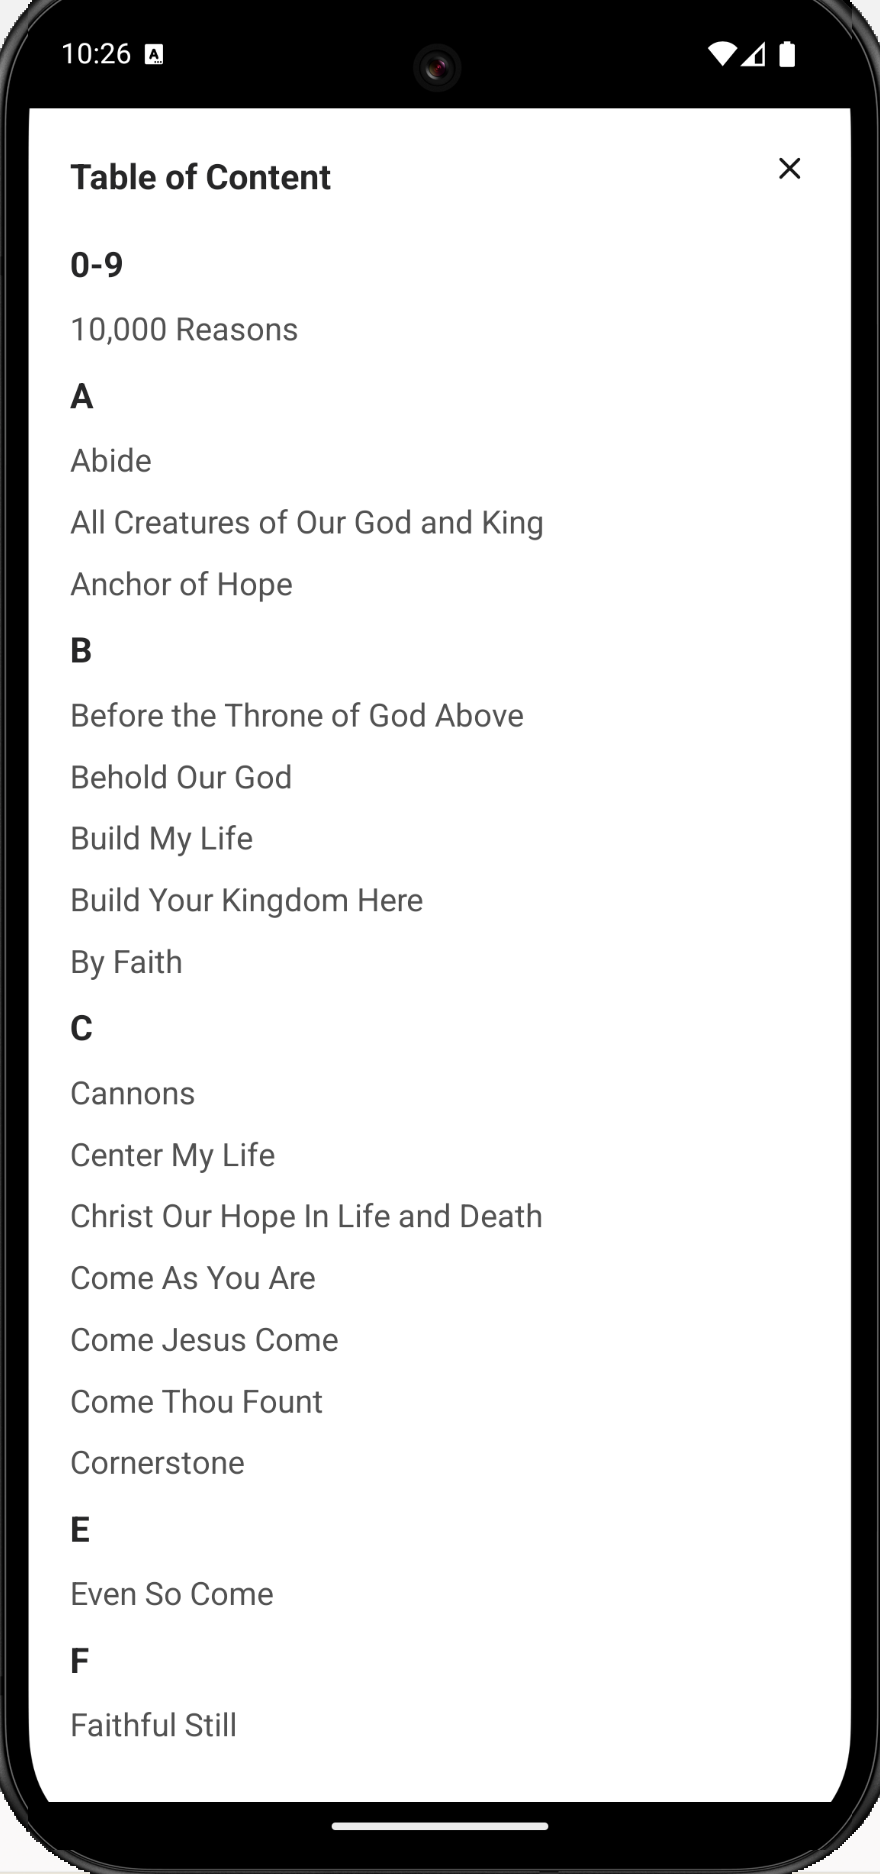 10:26
Table of Content
0-9
10,000 Reasons
A
Abide
All Creatures of Our God and King
Anchor of Hope
B
Before the Throne of God Above
Behold Our God
Build My Life
Build Your Kingdom Here
By Faith
C
Cannons
Center My Life
Christ Our Hope In Life and Death
Come As You Are
Come Jesus Come
Come Thou Fount
Cornerstone
E
Even So Come
F
Faithful Still